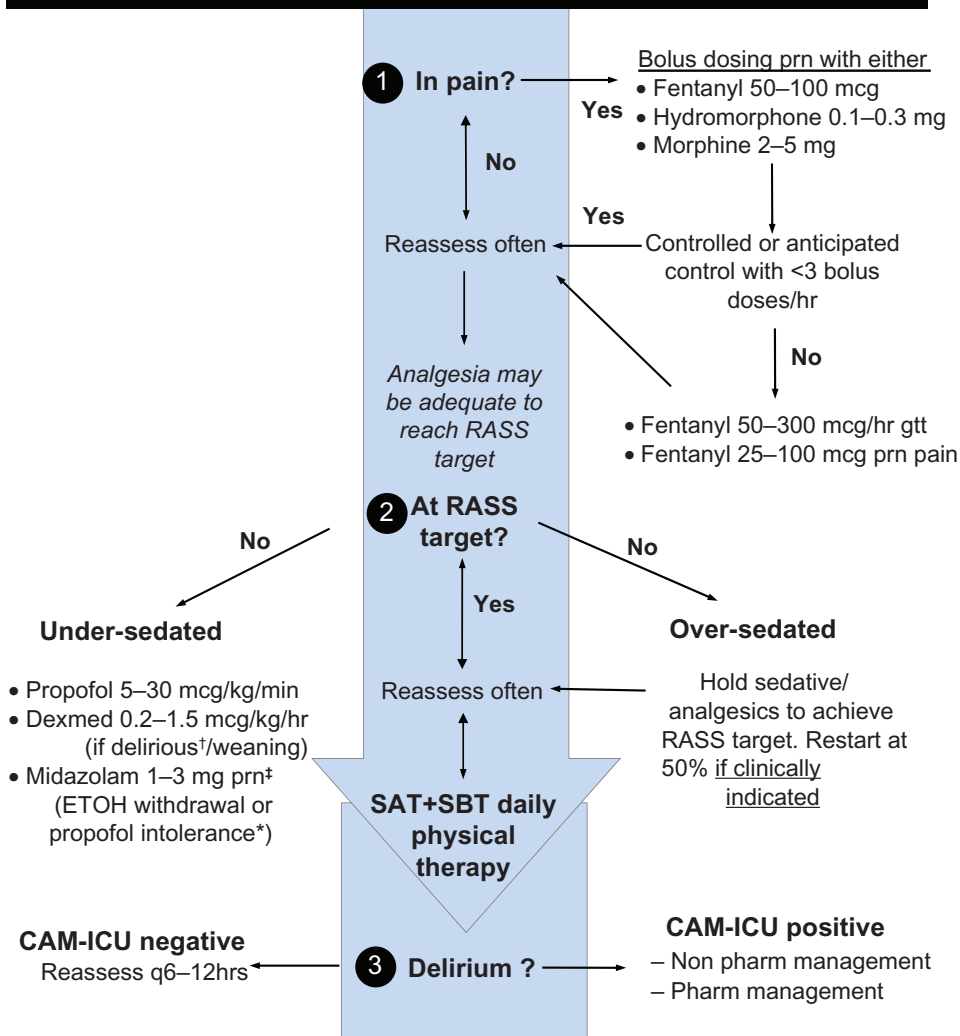 1 In pain?
Yes
Bolus dosing prn with either
• Fentanyl 50–100 mcg
• Hydromorphone 0.1–0.3 mg
• Morphine 2–5 mg
No
Reassess often
Yes
Controlled or anticipated
control with <3 bolus
doses/hr
No
Analgesia may
be adequate to
reach RASS
target
• Fentanyl 50–300 mcg/hr gtt
• Fentanyl 25–100 mcg prn pain
2 At RASS
target?
No
No
Yes
Under-sedated
• Propofol 5–30 mcg/kg/min
• Dexmed 0.2–1.5 mcg/kg/hr
(if delirious†/weaning)
• Midazolam 1–3 mg prn‡
(ETOH withdrawal or
propofol intolerance*)
Reassess often
Over-sedated
Hold sedative/
analgesics to achieve
RASS target. Restart at
50% if clinically
indicated
SAT+SBT daily
physical
therapy
CAM-ICU negative
Reassess q6–12hrs
3 Delirium ?
CAM-ICU positive
– Non pharm management
– Pharm management